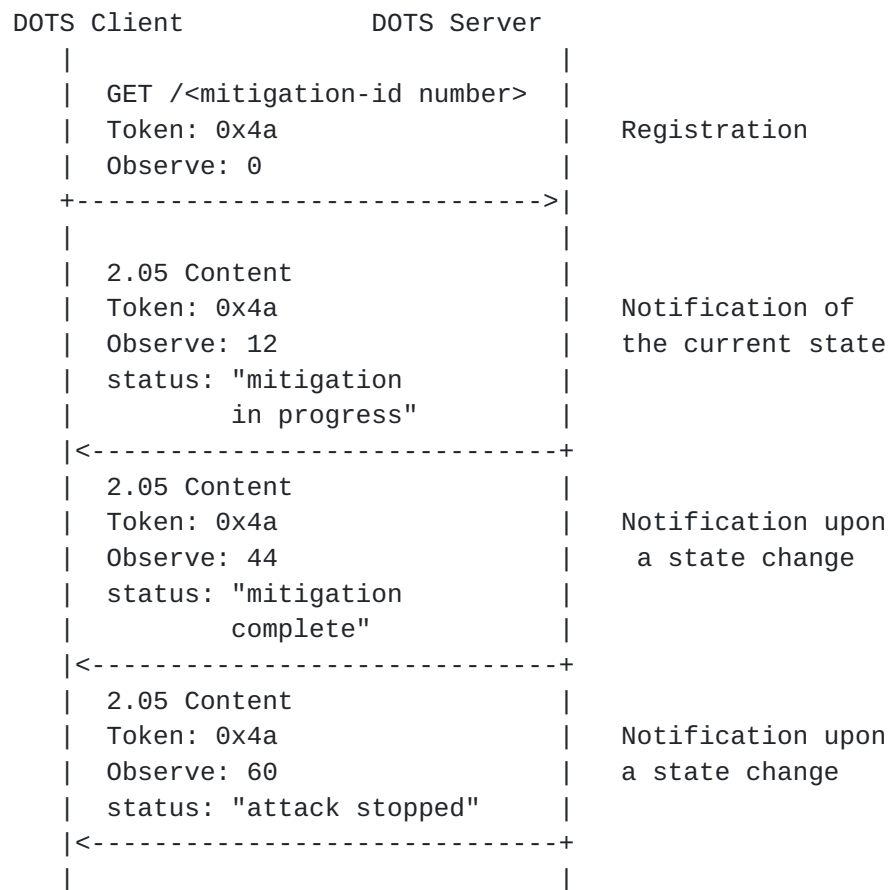 DOTS Client            DOTS Server
   |                               |
   |  GET /<mitigation-id number>  |
   |  Token: 0x4a                  |   Registration
   |  Observe: 0                   |
   +------------------------------>|
   |                               |
   |  2.05 Content                 |
   |  Token: 0x4a                  |   Notification of
   |  Observe: 12                  |   the current state
   |  status: "mitigation          |
   |          in progress"         |
   |<------------------------------+
   |  2.05 Content                 |
   |  Token: 0x4a                  |   Notification upon
   |  Observe: 44                  |    a state change
   |  status: "mitigation          |
   |          complete"            |
   |<------------------------------+
   |  2.05 Content                 |
   |  Token: 0x4a                  |   Notification upon
   |  Observe: 60                  |   a state change
   |  status: "attack stopped"     |
   |<------------------------------+
   |                               |